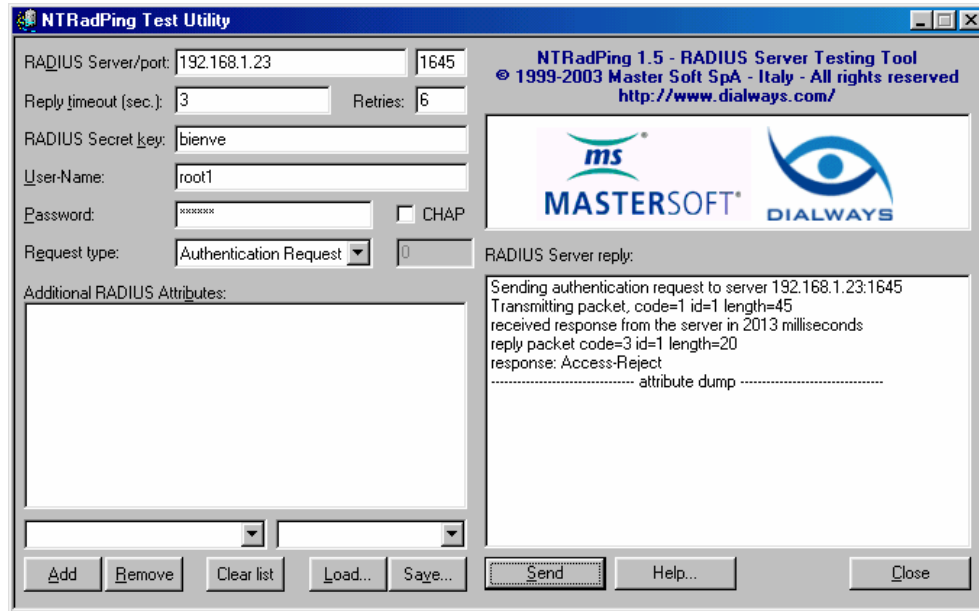 NTRadPing Test Utility
RADIUS Server/port: 192.168.1.23 1645
Reply timeout (sec.): 3 Retries: 6
RADIUS Secret key: bienve
User-Name: root1
Password: xxxxxx CHAP
Request type: Authentication Request 0
Additional RADIUS Attributes:
Add Remove Clear list Load... Save...
NTRadPing 1.5 - RADIUS Server Testing Tool
© 1999-2003 Master Soft SpA - Italy - All rights reserved
http://www.dialways.com/
ms
MASTERSOFT
DIALWAYS
RADIUS Server reply:
Sending authentication request to server 192.168.1.23:1645
Transmitting packet, code=1 id=1 length=45
received response from the server in 2013 milliseconds
reply packet code=3 id=1 length=20
response: Access-Reject
-------------------------------- attribute dump --------------------------------
Send Help... Close